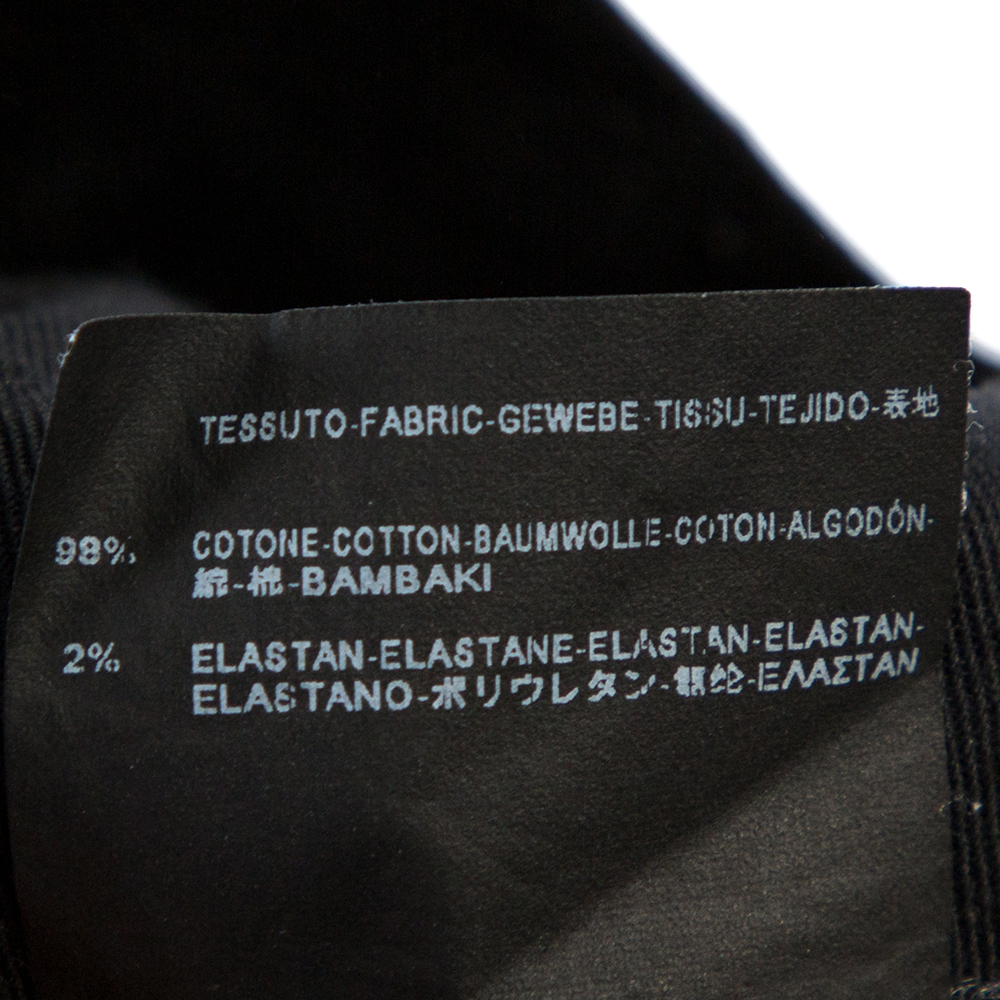 TESSUTO-FABRIC-GEWEBE-TISSU-TEJIDO-表地
98% COTONE-COTTON-BAUMWOLLE-COTON-ALGODÓN-
綿-棉-BAMBAKI
2% ELASTAN-ELASTANE-ELASTAN-ELASTAN-
ELASTANO-ポリウレタン-氨纶-ΕΛΑΣΤΑΝ